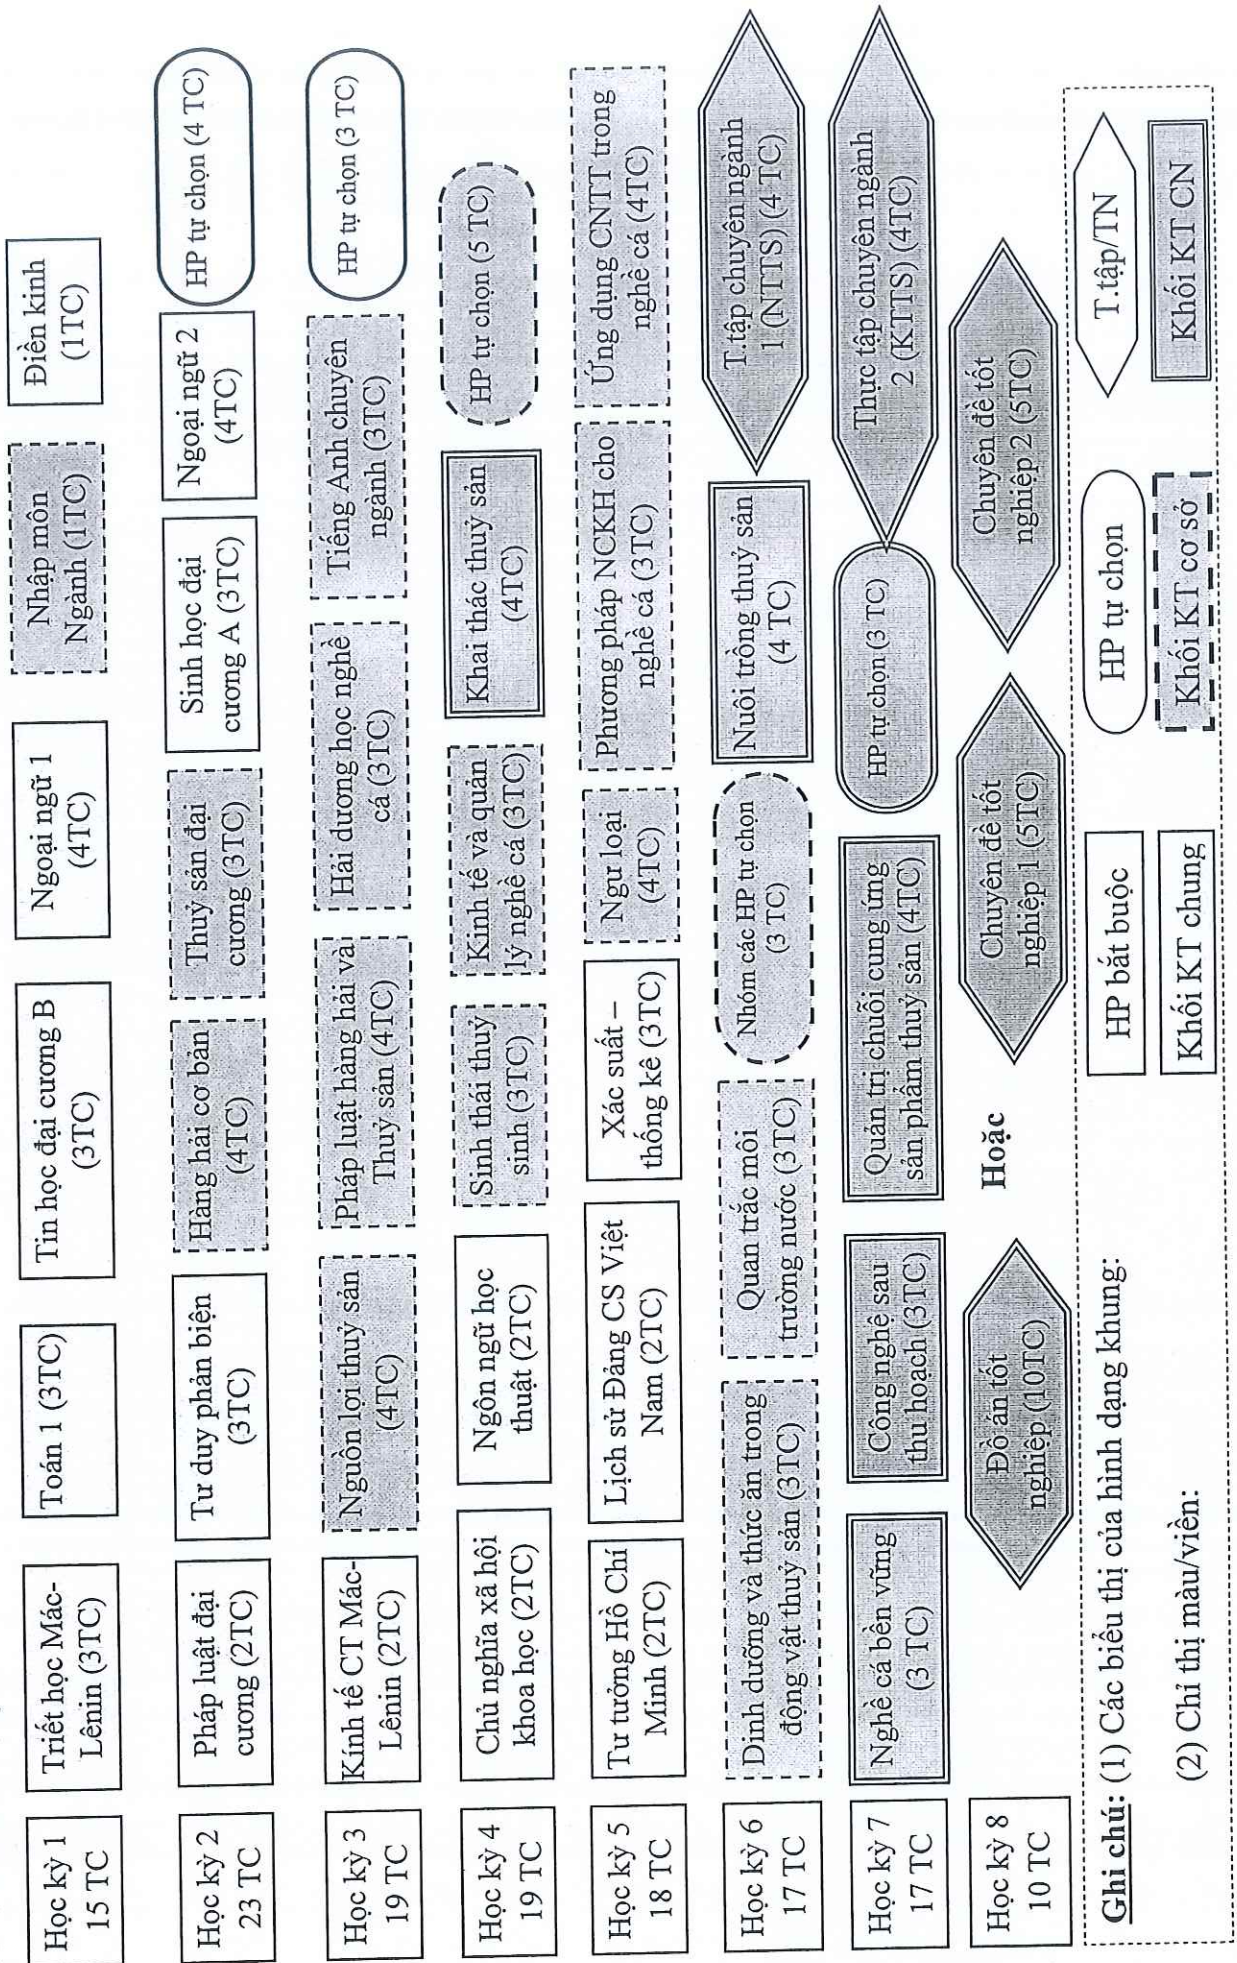 Học kỳ 1
15 TC
Triết học Mác-
Lênin (3TC)
Toán 1 (3TC)
Tin học đại cương B
(3TC)
Ngoại ngữ 1
(4TC)
Nhập môn
Ngành (1TC)
Điền kinh
(1TC)
Học kỳ 2
23 TC
Pháp luật đại
cương (2TC)
Tư duy phản biện
(3TC)
Hàng hải cơ bản
(4TC)
Thuỷ sản đại
cương (3TC)
Sinh học đại
cương A (3TC)
Ngoại ngữ 2
(4TC)
HP tự chọn (4 TC)
Học kỳ 3
19 TC
Kính tế CT Mác-
Lênin (2TC)
Nguồn lợi thuỷ sản
(4TC)
Pháp luật hàng hải và
Thuỷ sản (4TC)
Hải dương học nghề
cá (3TC)
Tiếng Anh chuyên
ngành (3TC)
HP tự chọn (3 TC)
Học kỳ 4
19 TC
Chủ nghĩa xã hội
khoa học (2TC)
Ngôn ngữ học
thuật (2TC)
Sinh thái thuỷ
sinh (3TC)
Kinh tế và quản
lý nghề cá (3TC)
Khai thác thuỷ sản
(4TC)
HP tự chọn (5 TC)
Học kỳ 5
18 TC
Tư tưởng Hồ Chí
Minh (2TC)
Lịch sử Đảng CS Việt
Nam (2TC)
Xác suất –
thống kê (3TC)
Ngư loại
(4TC)
Phương pháp NCKH cho
nghề cá (3TC)
Ứng dụng CNTT trong
nghề cá (4TC)
Học kỳ 6
17 TC
Dinh dưỡng và thức ăn trong
động vật thuỷ sản (3TC)
Quan trắc môi
trường nước (3TC)
Nhóm các HP tự chọn
(3 TC)
Nuôi trồng thuỷ sản
(4 TC)
T.tập chuyên ngành
1 (NTTS) (4 TC)
Học kỳ 7
17 TC
Nghề cá bền vững
(3 TC)
Công nghệ sau
thu hoạch (3TC)
Quản trị chuỗi cung ứng
sản phẩm thuỷ sản (4TC)
HP tự chọn (3 TC)
Thực tập chuyên ngành
2 (KTTS) (4TC)
Học kỳ 8
10 TC
Đồ án tốt
nghiệp (10TC)
Hoặc
Chuyên đề tốt
nghiệp 1 (5TC)
Chuyên đề tốt
nghiệp 2 (5TC)
Ghi chú: (1) Các biểu thị của hình dạng khung:
HP bắt buộc
HP tự chọn
T.tập/TN
(2) Chỉ thị màu/viền:
Khối KT chung
Khối KT cơ sở
Khối KT CN